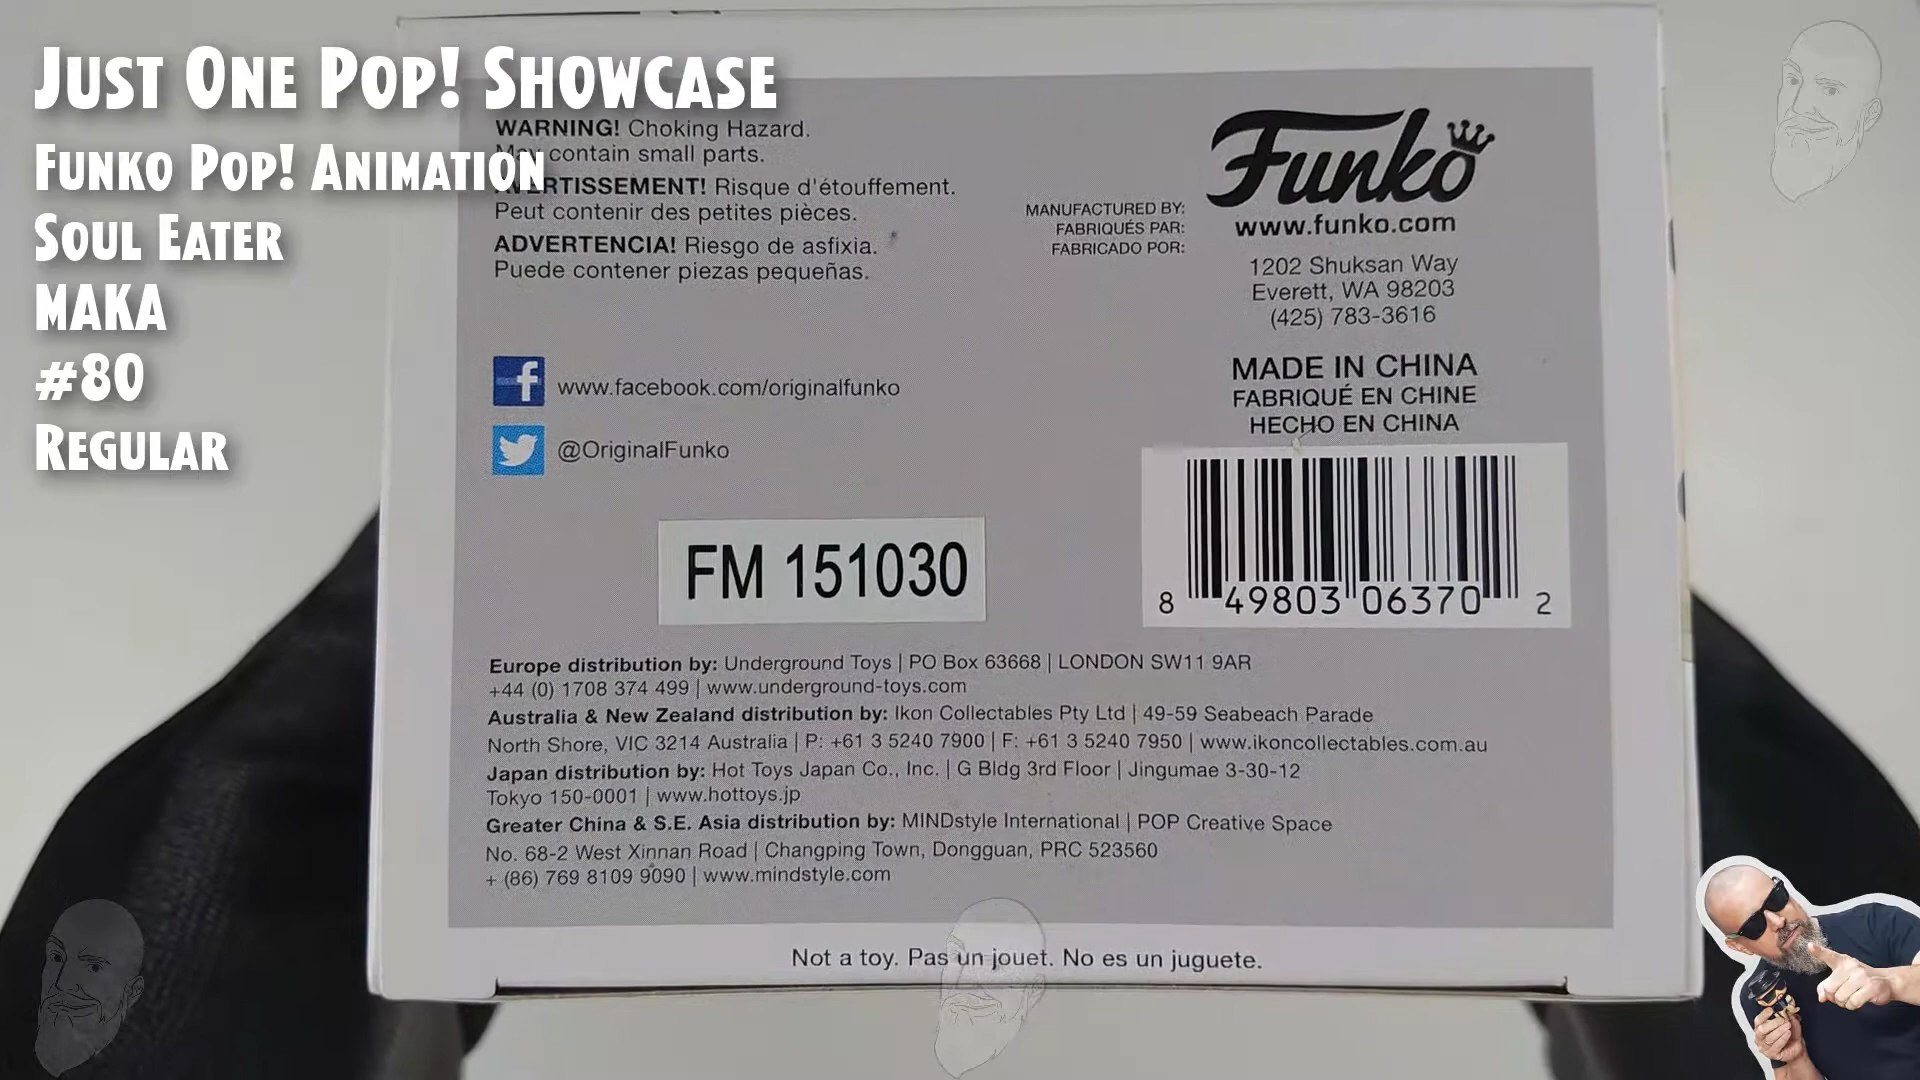 JUST ONE POP! SHOWCASE
FUNKO POP! ANIMATION
SOUL EATER
MAKA
#80
REGULAR
WARNING! Choking Hazard.
May contain small parts.
AVERTISSEMENT! Risque d'étouffement.
Peut contenir des petites pièces.
ADVERTENCIA! Riesgo de asfixia.
Puede contener piezas pequeñas.
MANUFACTURED BY:
FABRIQUÉS PAR:
FABRICADO POR:
Funko
www.funko.com
1202 Shuksan Way
Everett, WA 98203
(425) 783-3616
MADE IN CHINA
FABRIQUÉ EN CHINE
HECHO EN CHINA
www.facebook.com/originalfunko
@OriginalFunko
FM 151030
8 49803 06370 2
Europe distribution by: Underground Toys | PO Box 63668 | LONDON SW11 9AR
+44 (0) 1708 374 499 | www.underground-toys.com
Australia & New Zealand distribution by: Ikon Collectables Pty Ltd | 49-59 Seabeach Parade
North Shore, VIC 3214 Australia | P: +61 3 5240 7900 | F: +61 3 5240 7950 | www.ikoncollectables.com.au
Japan distribution by: Hot Toys Japan Co., Inc. | G Bldg 3rd Floor | Jingumae 3-30-12
Tokyo 150-0001 | www.hottoys.jp
Greater China & S.E. Asia distribution by: MINDstyle International | POP Creative Space
No. 68-2 West Xinnan Road | Changping Town, Dongguan, PRC 523560
+ (86) 769 8109 9090 | www.mindstyle.com
Not a toy. Pas un jouet. No es un juguete.